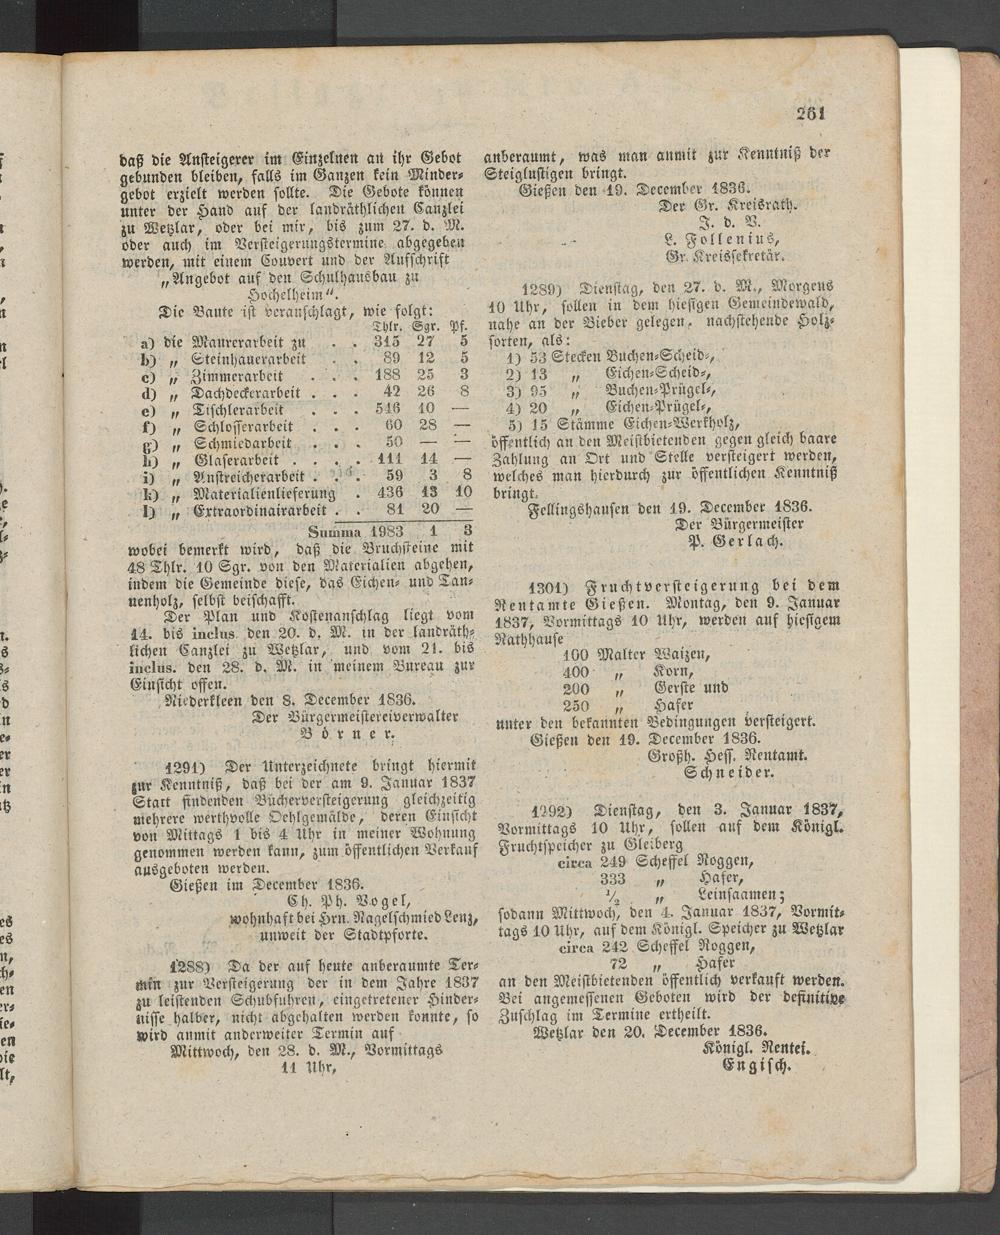 261
daß die Ansteigerer im Einzelnen an ihr Gebot
gebunden bleiben, falls im Ganzen kein Minder-
gebot erzielt werden sollte. Die Gebote können
unter der Hand auf der landräthlichen Canzlei
zu Wetzlar, oder bei mir, bis zum 27. d. M.
oder auch im Versteigerungstermine abgegeben
werden, mit einem Couvert und der Aufschrift
„Angebot auf den Schulhausbau zu
Hochelheim".
Die Baute ist veranschlagt, wie folgt:
Thlr. Sgr. Pf.
a) die Maurerarbeit zu . . 315 27 5
b) „ Steinhauerarbeit . . 89 12 5
c) „ Zimmerarbeit . . . 188 25 3
d) „ Dachdeckerarbeit . . . 42 26 8
e) „ Tischlerarbeit . . . 516 10 —
f) „ Schlosserarbeit . . . 60 28 —
g) „ Schmiedarbeit . . . 50 — —
h) „ Glaserarbeit . . . . 111 14 —
i) „ Anstreicherarbeit . . . 59 3 8
k) „ Materialienlieferung . 436 13 10
l) „ Extraordinairarbeit . . 81 20 —
Summa 1983 1 3
wobei bemerkt wird, daß die Bruchsteine mit
48 Thlr. 10 Sgr. von den Materialien abgehen,
indem die Gemeinde diese, das Eichen- und Tan-
nenholz, selbst beischafft.
Der Plan und Kostenanschlag liegt vom
14. bis inclus. den 20. d. M. in der landräth-
lichen Canzlei zu Wetzlar, und vom 21. bis
inclus. den 28. d. M. in meinem Bureau zur
Einsicht offen.
Niederkleen den 8. December 1836.
Der Bürgermeistereiverwalter
Börner.
1291) Der Unterzeichnete bringt hiermit
zur Kenntniß, daß bei der am 9. Januar 1837
Statt findenden Bücherversteigerung gleichzeitig
mehrere werthvolle Oehlgemälde, deren Einsicht
von Mittags 1 bis 4 Uhr in meiner Wohnung
genommen werden kann, zum öffentlichen Verkauf
ausgeboten werden.
Gießen im December 1836.
Ch. Ph. Vogel,
wohnhaft bei Hrn. Nagelschmied Lenz,
unweit der Stadtpforte.
1288) Da der auf heute anberaumte Ter-
min zur Versteigerung der in dem Jahre 1837
zu leistenden Schubfuhren, eingetretener Hinder-
nisse halber, nicht abgehalten werden konnte, so
wird anmit anderweiter Termin auf
Mittwoch, den 28. d. M., Vormittags
11 Uhr,
anberaumt, was man anmit zur Kenntniß der
Steiglustigen bringt.
Gießen den 19. December 1836.
Der Gr. Kreisrath.
J. d. V.
L. Follenius,
Gr. Kreissekretär.
1289) Dienstag, den 27. d. M., Morgens
10 Uhr, sollen in dem hiesigen Gemeindewald,
nahe an der Bieber gelegen, nachstehende Holz-
sorten, als:
1) 53 Stecken Buchen-Scheid-,
2) 13 „ Eichen-Scheid-,
3) 95 „ Buchen-Prügel-,
4) 20 „ Eichen-Prügel-,
5) 15 Stämme Eichen-Werkholz,
öffentlich an den Meistbietenden gegen gleich baare
Zahlung an Ort und Stelle versteigert werden,
welches man hierdurch zur öffentlichen Kenntniß
bringt.
Fellingshausen den 19. December 1836.
Der Bürgermeister
P. Gerlach.
1301) Fruchtversteigerung bei dem
Rentamte Gießen. Montag, den 9. Januar
1837, Vormittags 10 Uhr, werden auf hiesigem
Rathhause
100 Malter Waizen,
400 „ Korn,
200 „ Gerste und
250 „ Hafer
unter den bekannten Bedingungen versteigert.
Gießen den 19. December 1836.
Großh. Hess. Rentamt.
Schneider.
1292) Dienstag, den 3. Januar 1837,
Vormittags 10 Uhr, sollen auf dem Königl.
Fruchtspeicher zu Gleiberg
circa 249 Scheffel Roggen,
333 „ Hafer,
½ „ Leinsaamen;
sodann Mittwoch, den 4. Januar 1837, Vormit-
tags 10 Uhr, auf dem Königl. Speicher zu Wetzlar
circa 242 Scheffel Roggen,
72 „ Hafer
an den Meistbietenden öffentlich verkauft werden.
Bei angemessenen Geboten wird der definitive
Zuschlag im Termine ertheilt.
Wetzlar den 20. December 1836.
Königl. Rentei.
Engisch.